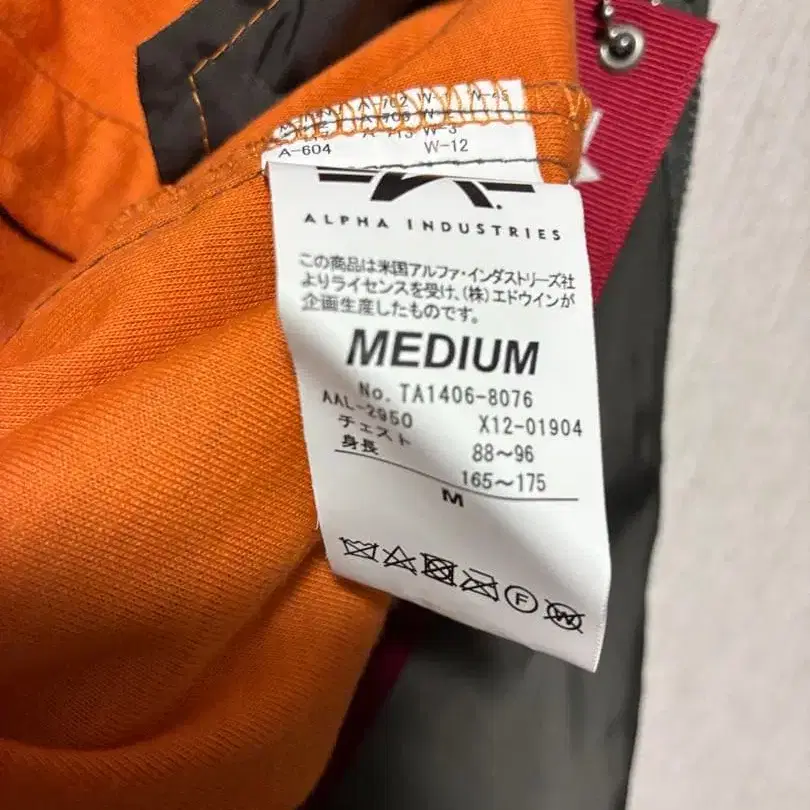 A-604 W-12
ALPHA INDUSTRIES
この商品は米国アルファ・インダストリーズ社
よりライセンスを受け、(株)エドウインが
企画生産したものです。
MEDIUM
No. TA1406-8076
AAL-2950 X12-01904
チェスト 88~96
身長 165~175
M
F
W